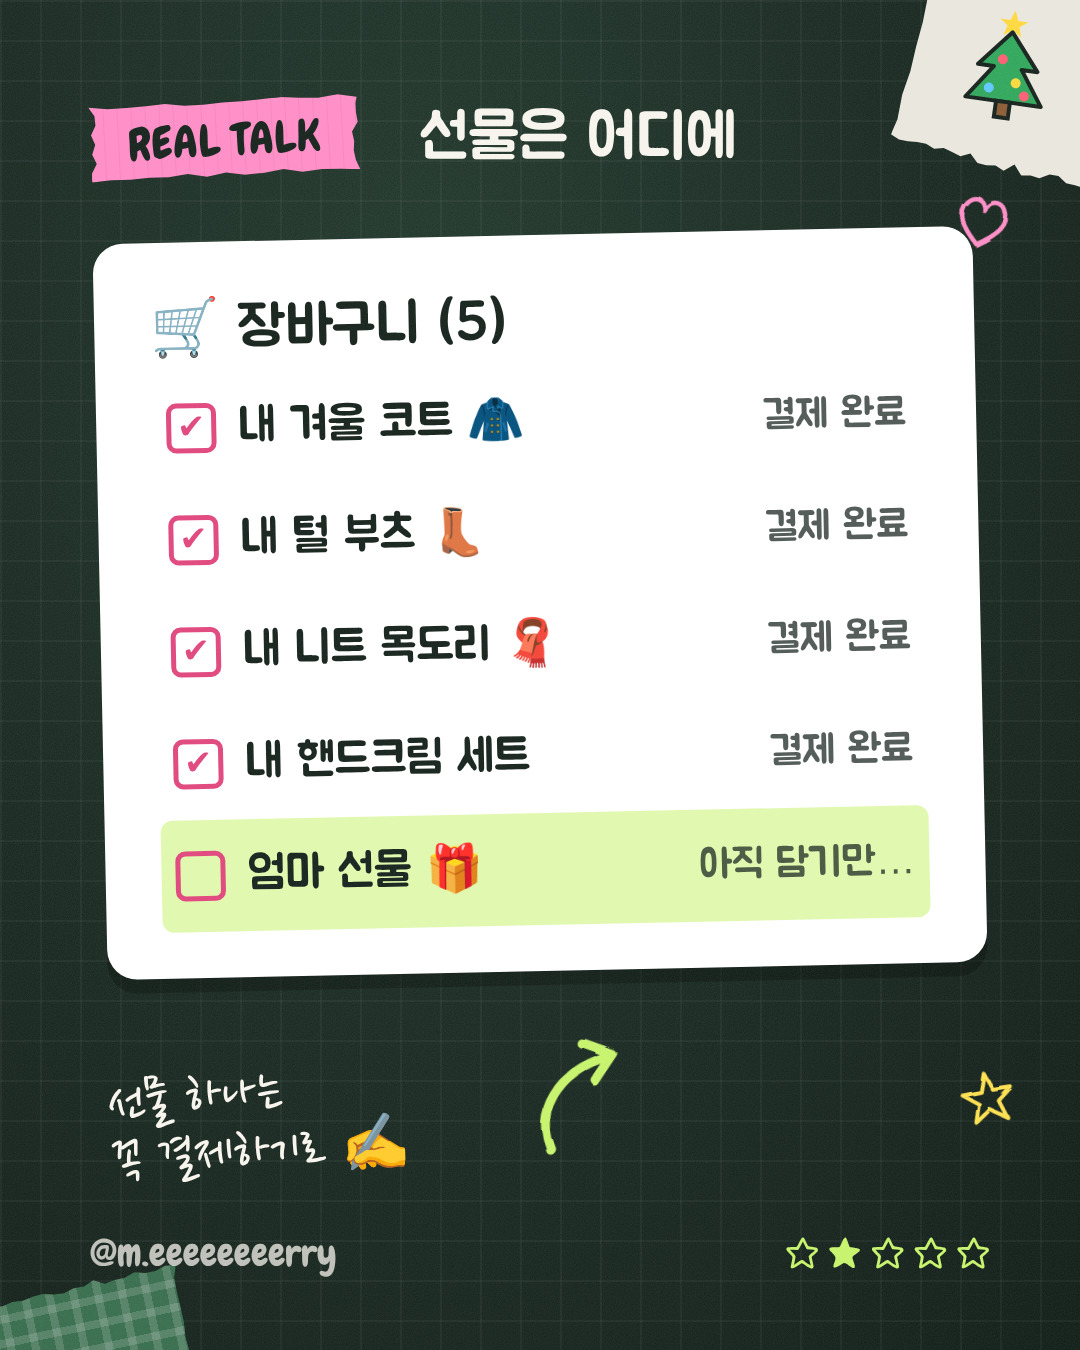 REAL TALK
선물은 어디에
장바구니 (5)
내 겨울 코트
결제 완료
내 털 부츠
결제 완료
내 니트 목도리
결제 완료
내 핸드크림 세트
결제 완료
엄마 선물
아직 담기만...
선물 하나는
꼭 결제하기로
@m.eeeeeeeerry